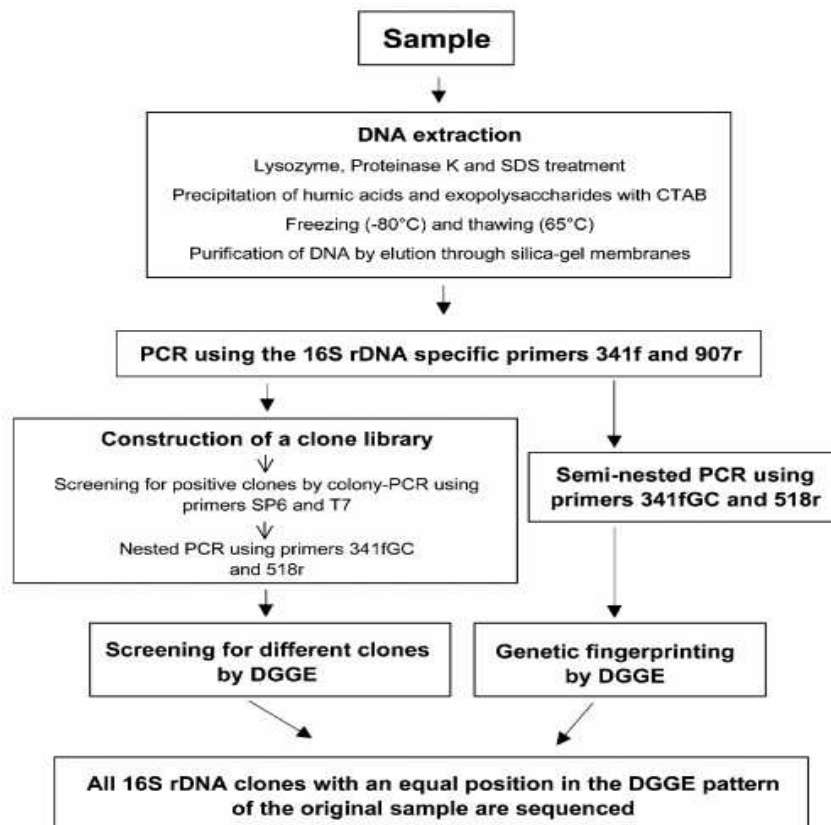 Sample
DNA extraction
Lysozyme, Proteinase K and SDS treatment
Precipitation of humic acids and exopolysaccharides with CTAB
Freezing (-80°C) and thawing (65°C)
Purification of DNA by elution through silica-gel membranes
PCR using the 16S rDNA specific primers 341f and 907r
Construction of a clone library
Screening for positive clones by colony-PCR using
primers SP6 and T7
Nested PCR using primers 341fGC
and 518r
Semi-nested PCR using
primers 341fGC and 518r
Screening for different clones
by DGGE
Genetic fingerprinting
by DGGE
All 16S rDNA clones with an equal position in the DGGE pattern
of the original sample are sequenced